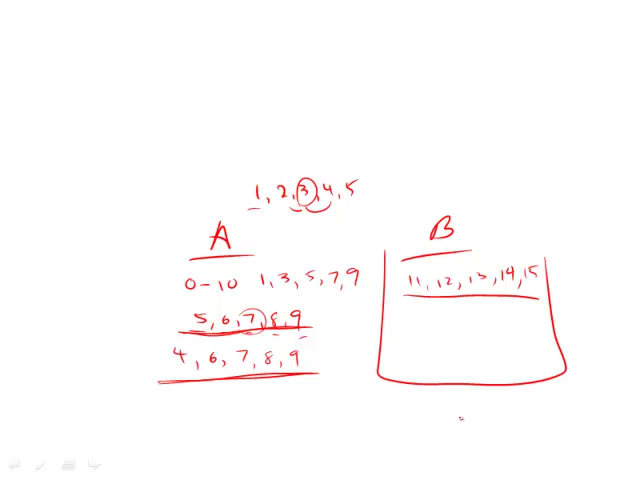 1, 2, 3, 4, 5
A
B
0-10 1, 3, 5, 7, 9
11, 12, 13, 14, 15
5, 6, 7, 8, 9
4, 6, 7, 8, 9